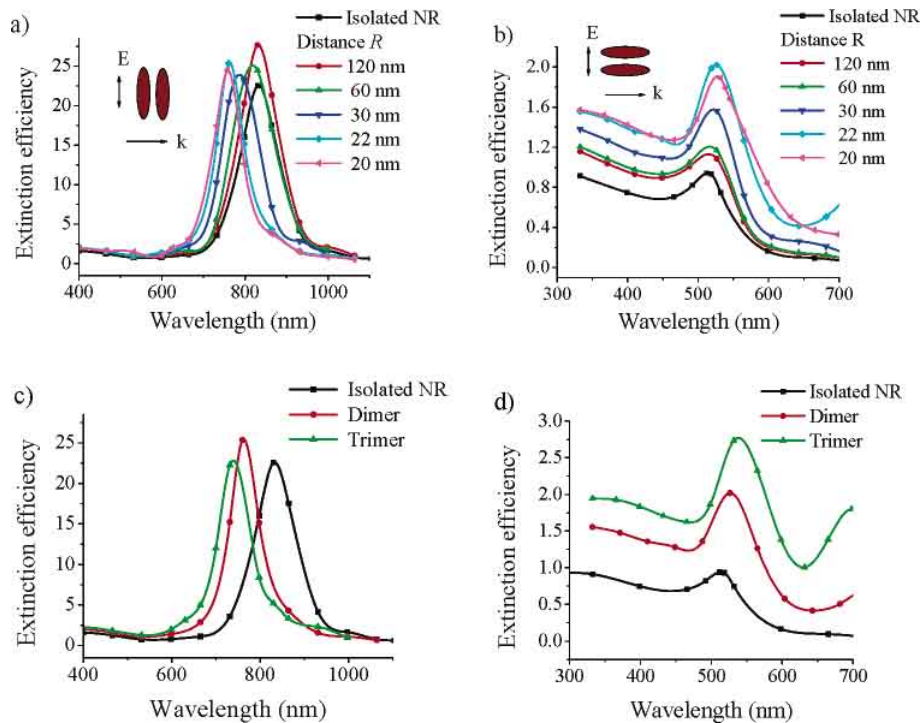 a)
Isolated NR
Distance R
120 nm
60 nm
30 nm
22 nm
20 nm
E
k
Extinction efficiency
25
20
15
10
5
0
400 600 800 1000
Wavelength (nm)
b)
Isolated NR
Distance R
120 nm
60 nm
30 nm
22 nm
20 nm
E
k
Extinction efficiency
2.4
2.0
1.6
1.2
0.8
0.4
0.0
300 400 500 600 700
Wavelength (nm)
c)
Isolated NR
Dimer
Trimer
Extinction efficiency
25
20
15
10
5
0
400 600 800 1000
Wavelength (nm)
d)
Isolated NR
Dimer
Trimer
Extinction efficiency
3.0
2.5
2.0
1.5
1.0
0.5
0.0
300 400 500 600 700
Wavelength (nm)